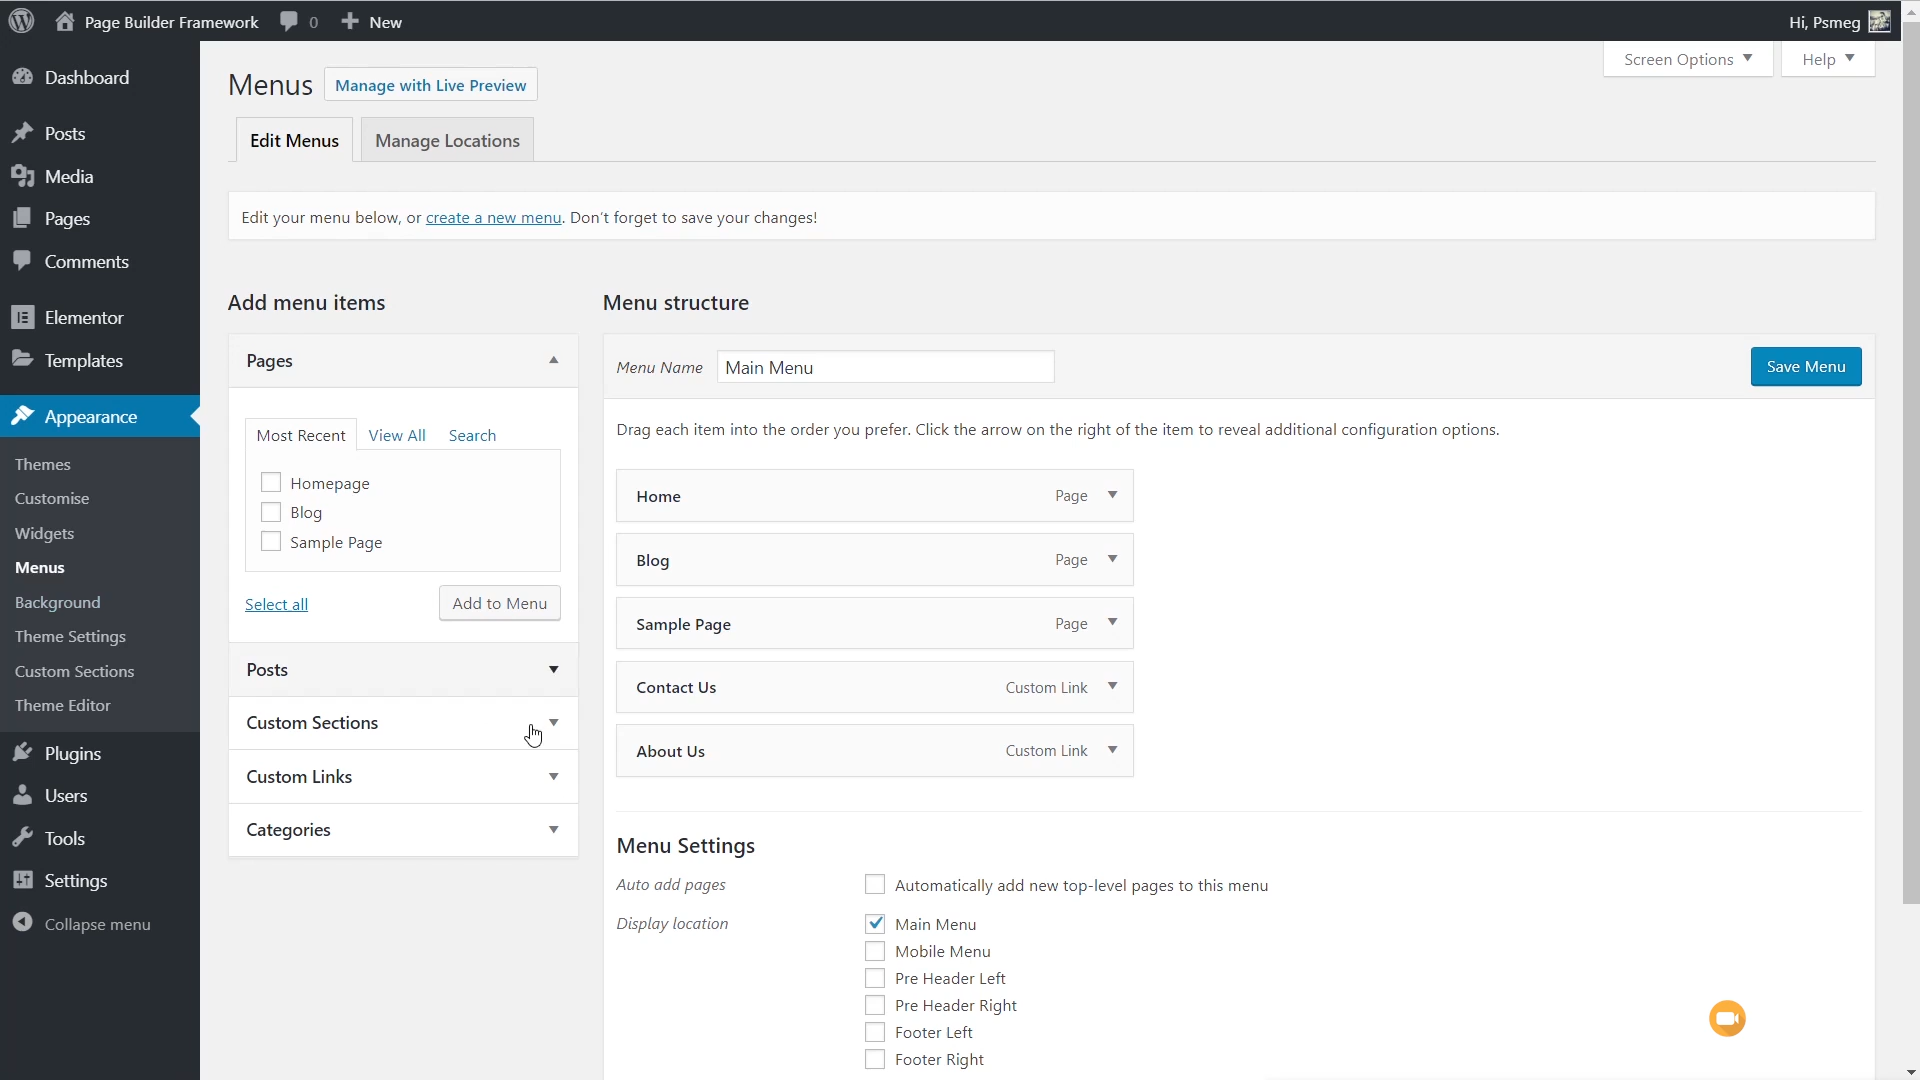 Page Builder Framework 0 New Hi, Psmeg
Screen Options Help
Dashboard
Posts
Media
Pages
Comments
Elementor
Templates
Appearance
Themes
Customise
Widgets
Menus
Background
Theme Settings
Custom Sections
Theme Editor
Plugins
Users
Tools
Settings
Collapse menu
Menus Manage with Live Preview
Edit Menus Manage Locations
Edit your menu below, or create a new menu. Don't forget to save your changes!
Add menu items
Pages
Most Recent View All Search
Homepage
Blog
Sample Page
Select all Add to Menu
Posts
Custom Sections
Custom Links
Categories
Menu structure
Menu Name Main Menu Save Menu
Drag each item into the order you prefer. Click the arrow on the right of the item to reveal additional configuration options.
Home Page
Blog Page
Sample Page Page
Contact Us Custom Link
About Us Custom Link
Menu Settings
Auto add pages Automatically add new top-level pages to this menu
Display location Main Menu
Mobile Menu
Pre Header Left
Pre Header Right
Footer Left
Footer Right